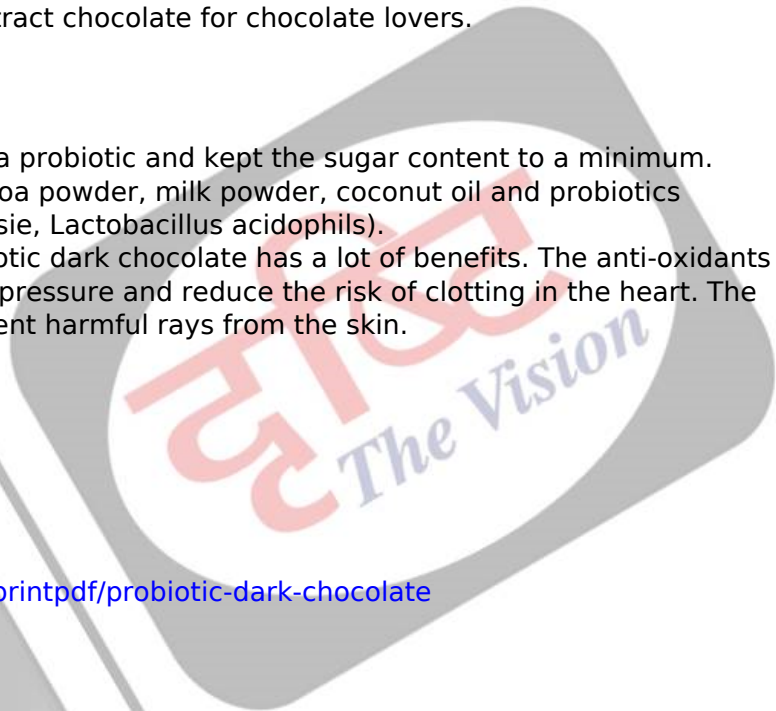 tract chocolate for chocolate lovers.
a probiotic and kept the sugar content to a minimum.
oa powder, milk powder, coconut oil and probiotics
sie, Lactobacillus acidophils).
otic dark chocolate has a lot of benefits. The anti-oxidants
pressure and reduce the risk of clotting in the heart. The
ent harmful rays from the skin.
दृष्टि
The Vision
printpdf/probiotic-dark-chocolate